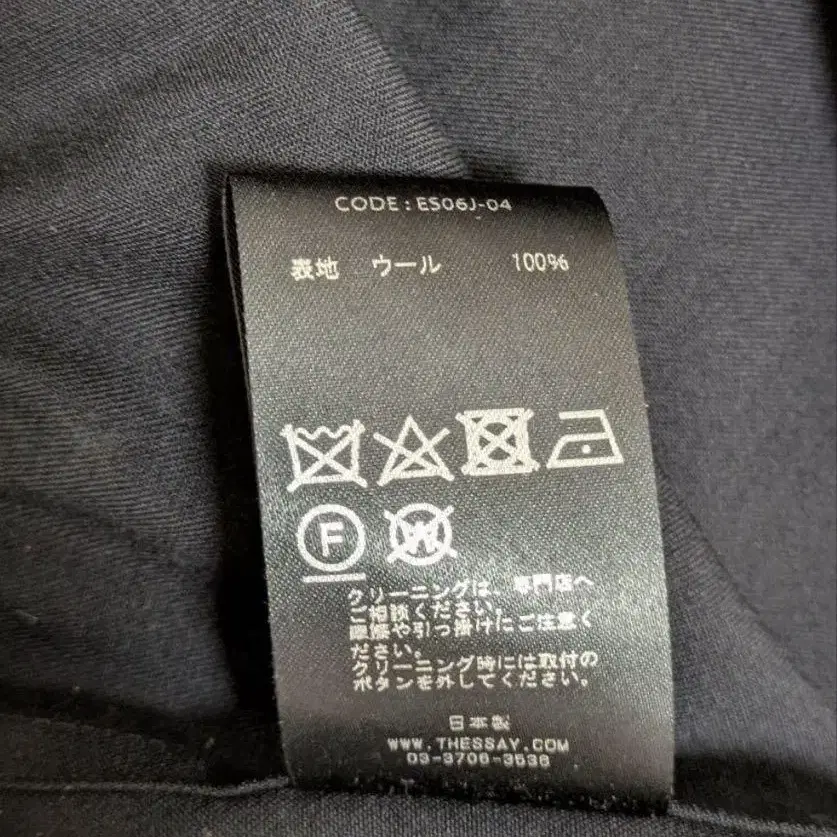 CODE : ES06J-04
表地 ウール 100%
F
W
クリーニングは、専門店へ
ご相談ください。
摩擦や引っ掛けにご注意く
ださい。
クリーニング時には取付の
ボタンを外してください。
日本製
WWW.THESSAY.COM
03-3706-3538